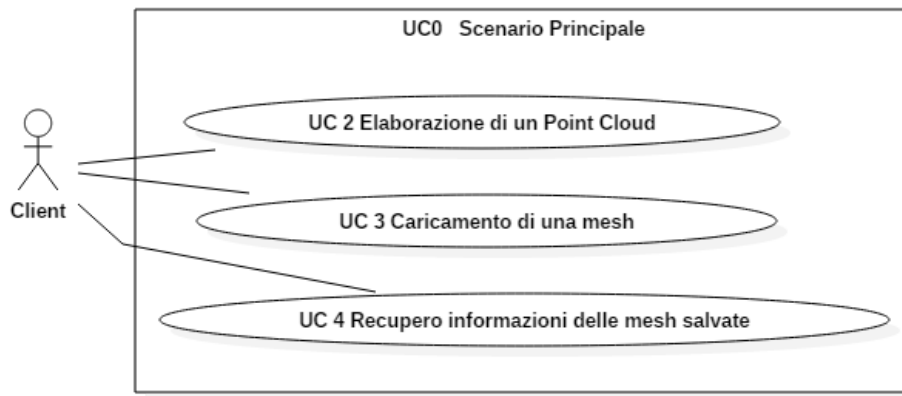 UC0 Scenario Principale
UC 2 Elaborazione di un Point Cloud
Client
UC 3 Caricamento di una mesh
UC 4 Recupero informazioni delle mesh salvate